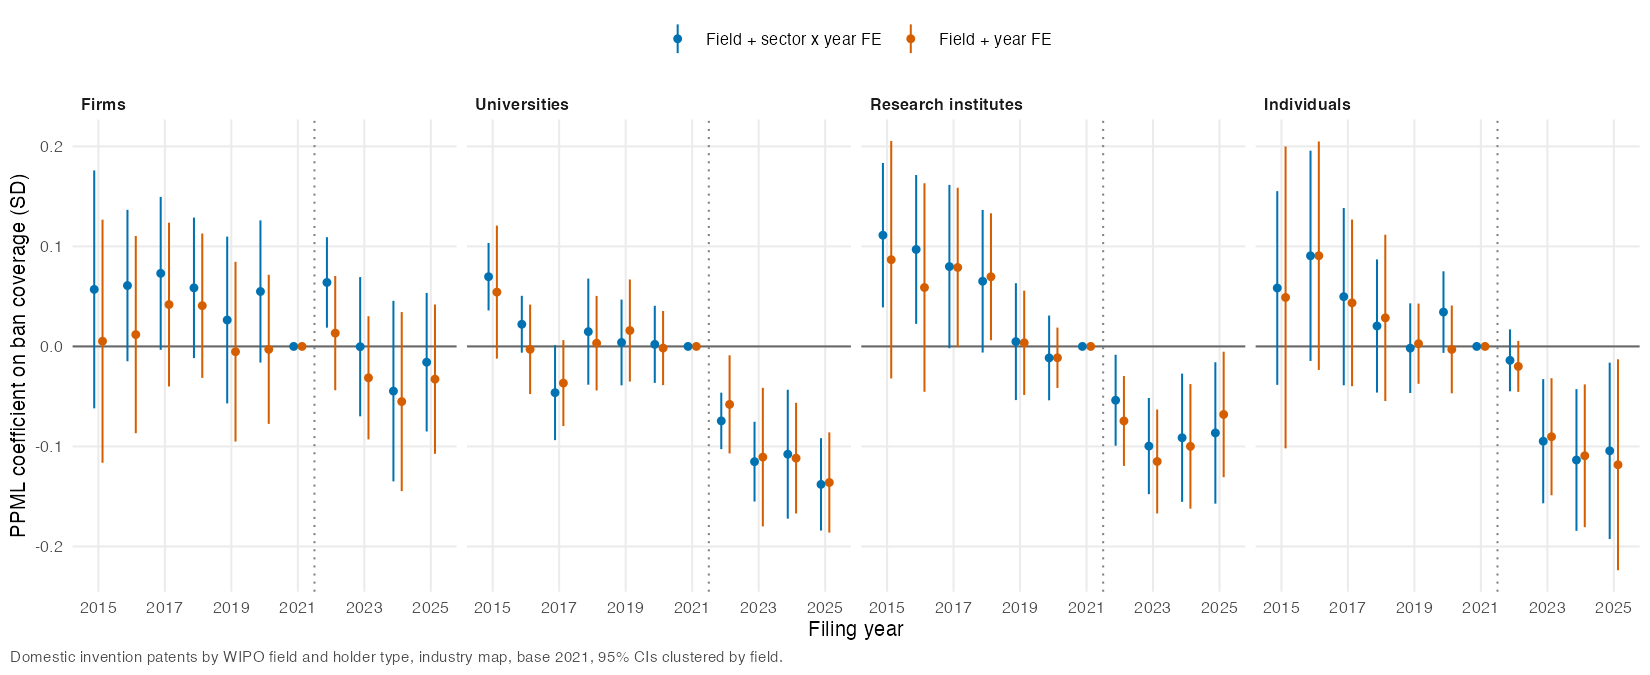 Field + sector x year FE Field + year FE
Firms Universities Research institutes Individuals
PPML coefficient on ban coverage (SD)
0.2
0.1
0.0
-0.1
-0.2
2015 2017 2019 2021 2023 2025 2015 2017 2019 2021 2023 2025 2015 2017 2019 2021 2023 2025 2015 2017 2019 2021 2023 2025
Filing year
Domestic invention patents by WIPO field and holder type, industry map, base 2021, 95% CIs clustered by field.